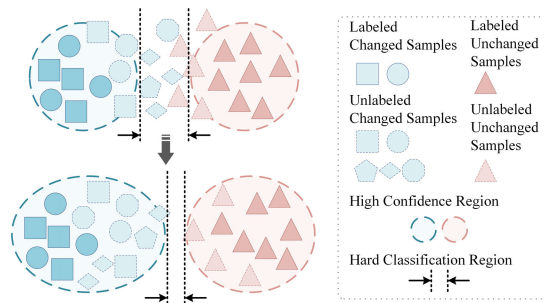 Labeled
Changed Samples
Labeled
Unchanged
Samples
Unlabeled
Changed Samples
Unlabeled
Unchanged
Samples
High Confidence Region
Hard Classification Region